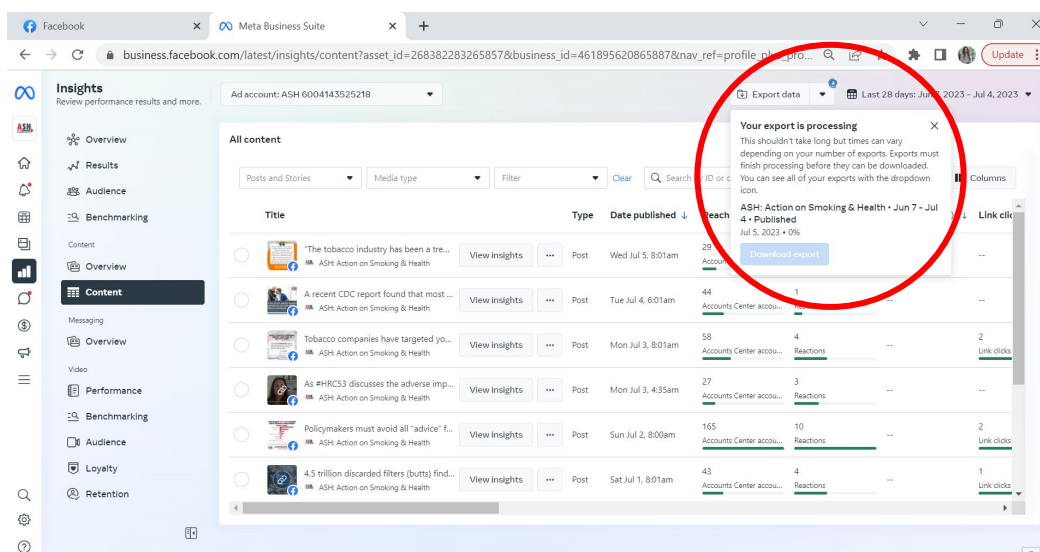 Facebook
Meta Business Suite
business.facebook.com/latest/insights/content?asset_id=268382283265857&business_id=461895620865887&nav_ref=profile_plus_pro...
Update
Insights
Review performance results and more.
Ad account: ASH 6004143525218
Export data
Last 28 days: Jun 7, 2023 – Jul 4, 2023
ASH
Overview
Results
Audience
Benchmarking
Content
Overview
Content
Messaging
Overview
Video
Performance
Benchmarking
Audience
Loyalty
Retention
All content
Posts and Stories
Media type
Filter
Clear
Search by ID or
Columns
Your export is processing
This shouldn't take long but times can vary
depending on your number of exports. Exports must
finish processing before they can be downloaded.
You can see all of your exports with the dropdown
icon.
ASH: Action on Smoking & Health • Jun 7 - Jul
4 • Published
Jul 5, 2023 • 0%
Download export
Title
Type
Date published
Reach
Link clic
"The tobacco industry has been a tre...
ASH: Action on Smoking & Health
View insights
Post
Wed Jul 5, 8:01am
29
Accoun
--
A recent CDC report found that most ...
ASH: Action on Smoking & Health
View insights
Post
Tue Jul 4, 6:01am
44
Accounts Center accou...
1
--
--
Tobacco companies have targeted yo...
ASH: Action on Smoking & Health
View insights
Post
Mon Jul 3, 8:01am
58
Accounts Center accou...
4
Reactions
--
2
Link clicks
As #HRC53 discusses the adverse imp...
ASH: Action on Smoking & Health
View insights
Post
Mon Jul 3, 4:35am
27
Accounts Center accou...
3
Reactions
--
--
Policymakers must avoid all "advice" f...
ASH: Action on Smoking & Health
View insights
Post
Sun Jul 2, 8:00am
165
Accounts Center accou...
10
Reactions
--
2
Link clicks
4.5 trillion discarded filters (butts) find...
ASH: Action on Smoking & Health
View insights
Post
Sat Jul 1, 8:01am
43
Accounts Center accou...
4
Reactions
--
1
Link clicks